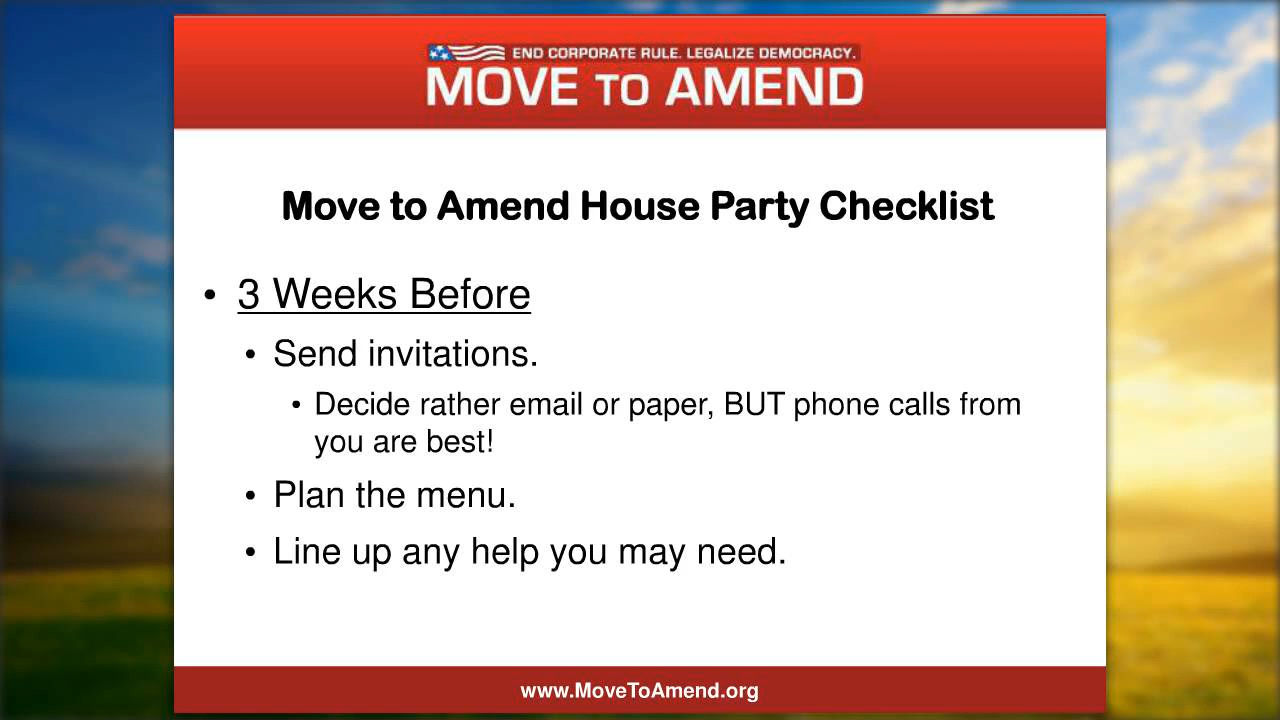 END CORPORATE RULE. LEGALIZE DEMOCRACY.
MOVE TO AMEND
Move to Amend House Party Checklist
• 3 Weeks Before
• Send invitations.
• Decide rather email or paper, BUT phone calls from
you are best!
• Plan the menu.
• Line up any help you may need.
www.MoveToAmend.org